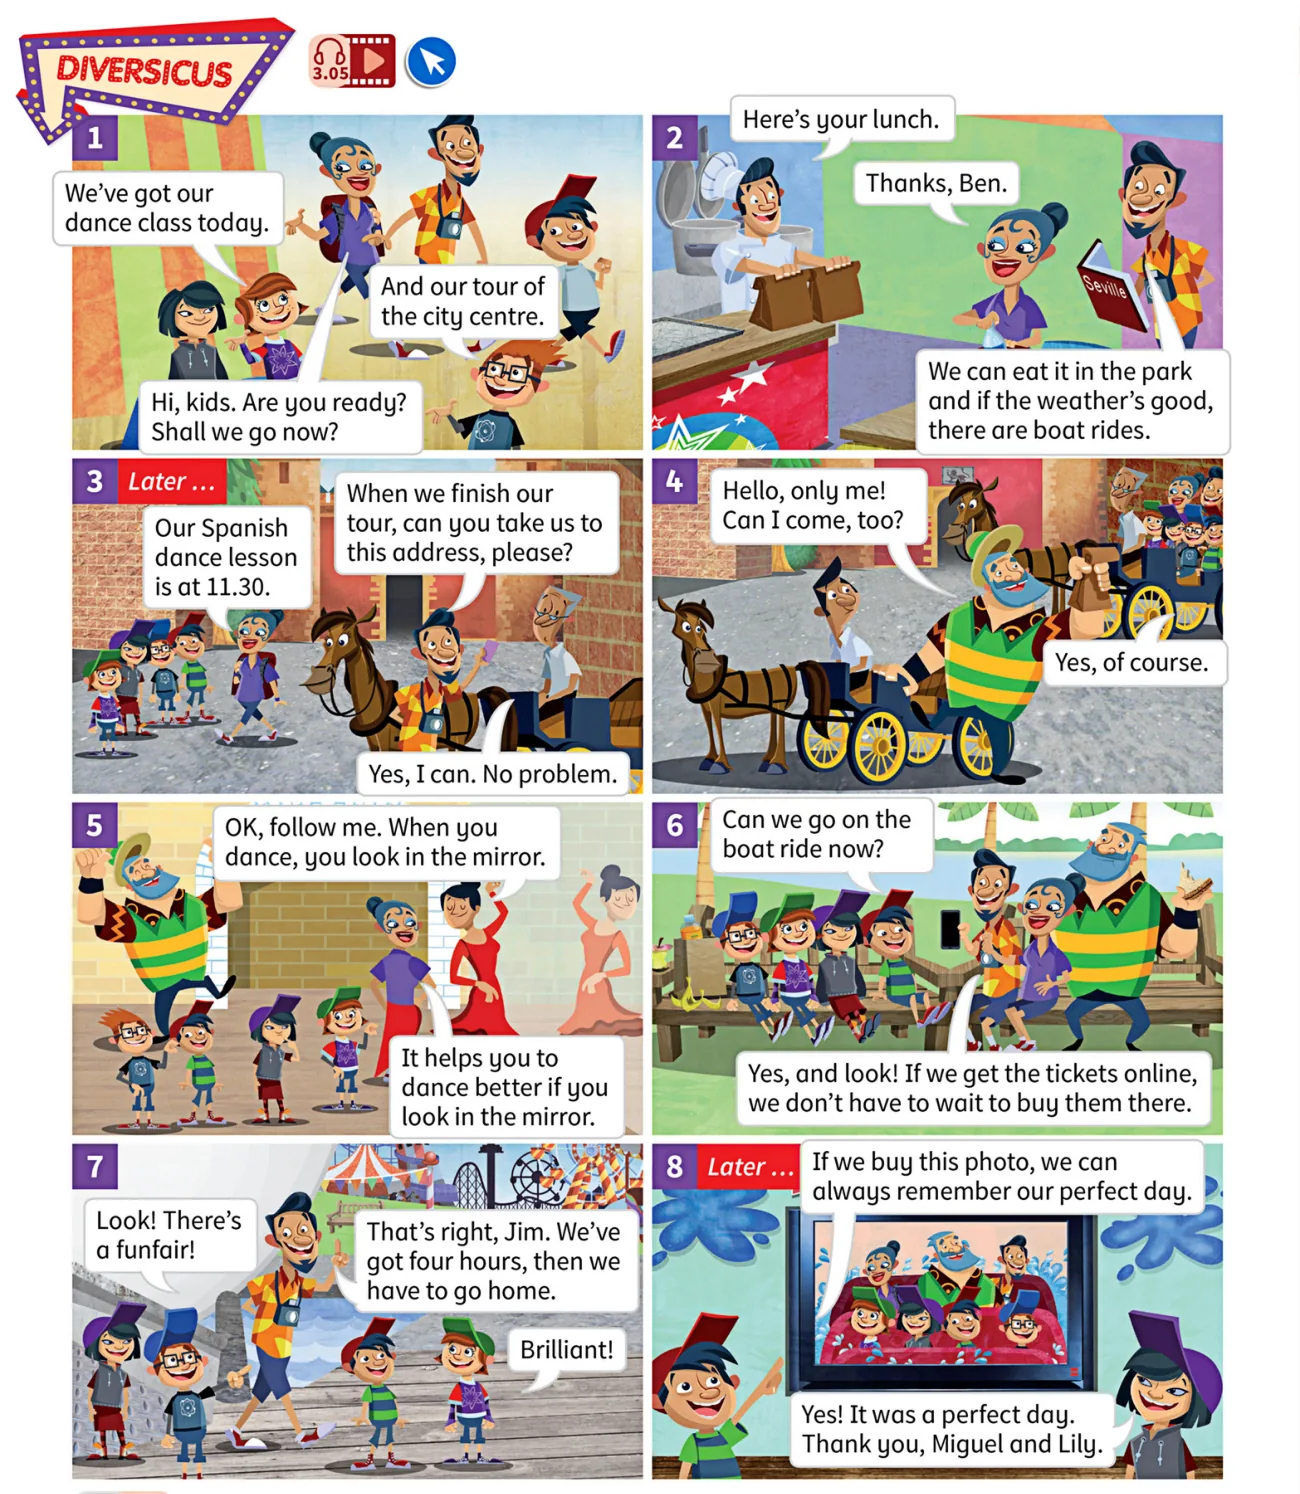 DIVERSICUS
3.05
1
We've got our
dance class today.
And our tour of
the city centre.
Hi, kids. Are you ready?
Shall we go now?
2
Here's your lunch.
Thanks, Ben.
Seville
We can eat it in the park
and if the weather's good,
there are boat rides.
3
Later ...
Our Spanish
dance lesson
is at 11.30.
When we finish our
tour, can you take us to
this address, please?
Yes, I can. No problem.
4
Hello, only me!
Can I come, too?
Yes, of course.
5
OK, follow me. When you
dance, you look in the mirror.
It helps you to
dance better if you
look in the mirror.
6
Can we go on the
boat ride now?
Yes, and look! If we get the tickets online,
we don't have to wait to buy them there.
7
Look! There's
a funfair!
That's right, Jim. We've
got four hours, then we
have to go home.
Brilliant!
8
Later ...
If we buy this photo, we can
always remember our perfect day.
Yes! It was a perfect day.
Thank you, Miguel and Lily.